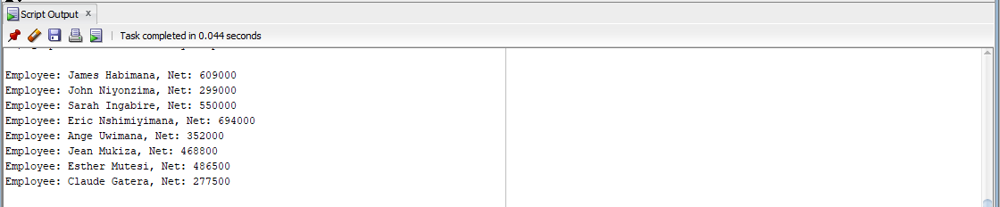 Script Output x
Task completed in 0.044 seconds
Employee: James Habimana, Net: 609000
Employee: John Niyonzima, Net: 299000
Employee: Sarah Ingabire, Net: 550000
Employee: Eric Nshimiyimana, Net: 694000
Employee: Ange Uwimana, Net: 352000
Employee: Jean Mukiza, Net: 468800
Employee: Esther Mutesi, Net: 486500
Employee: Claude Gatera, Net: 277500